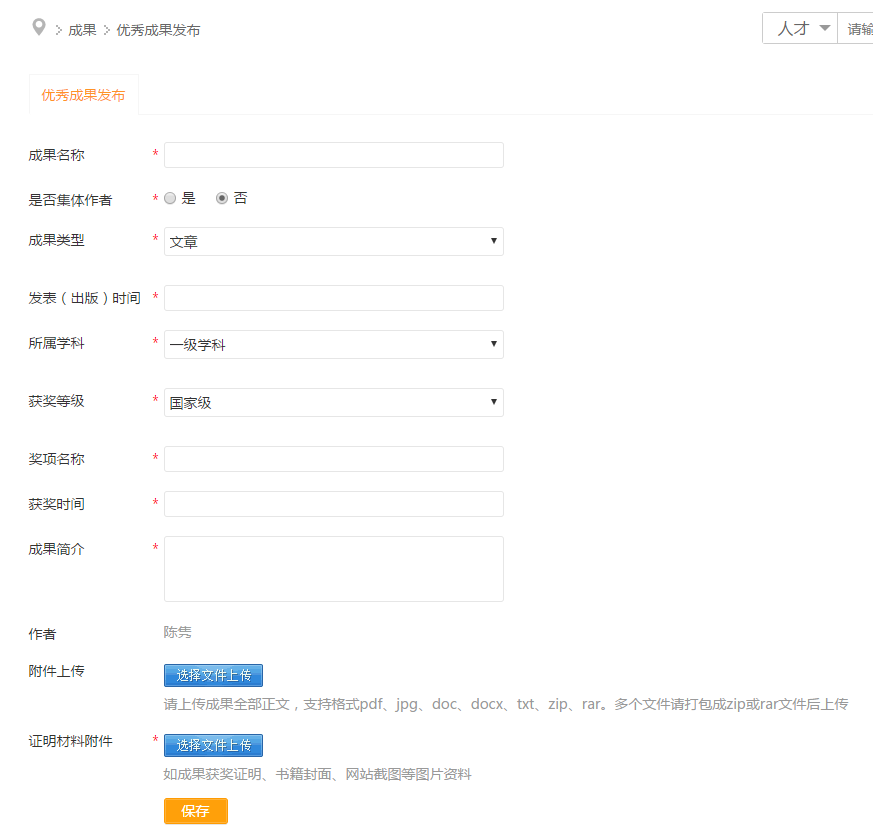 成果 优秀成果发布
人才 请输
优秀成果发布
成果名称 *
是否集体作者 * 是 否
成果类型 * 文章
发表（出版）时间 *
所属学科 * 一级学科
获奖等级 * 国家级
奖项名称 *
获奖时间 *
成果简介 *
作者 陈隽
附件上传 选择文件上传
请上传成果全部正文，支持格式pdf、jpg、doc、docx、txt、zip、rar。多个文件请打包成zip或rar文件后上传
证明材料附件 * 选择文件上传
如成果获奖证明、书籍封面、网站截图等图片资料
保存